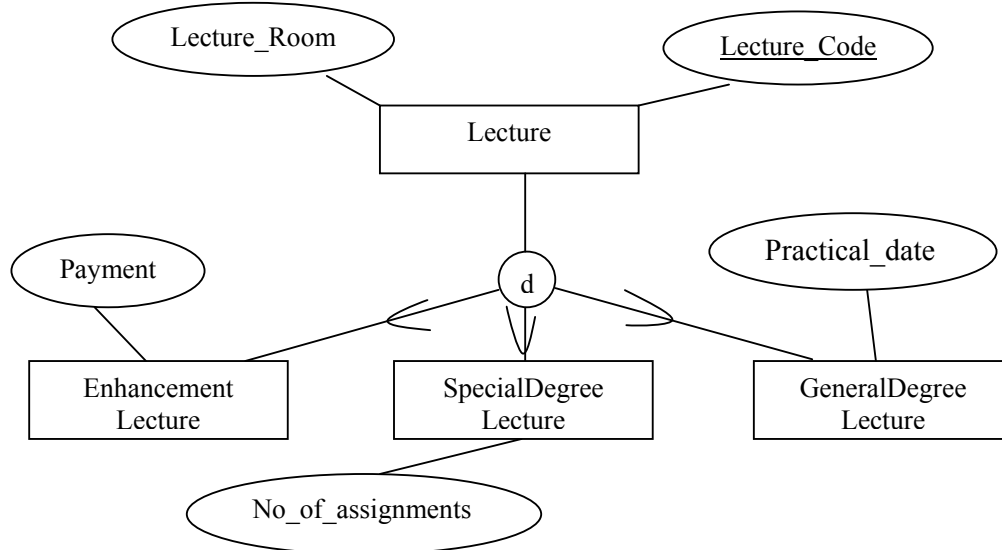 Lecture_Room
Lecture_Code
Lecture
Payment
d
Practical_date
Enhancement
Lecture
SpecialDegree
Lecture
GeneralDegree
Lecture
No_of_assignments